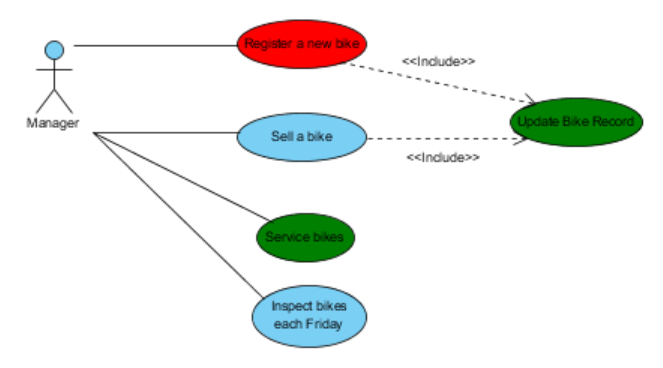 Register a new bike
<<Include>>
Manager
Update Bike Record
Sell a bike
<<Include>>
Service bikes
Inspect bikes
each Friday